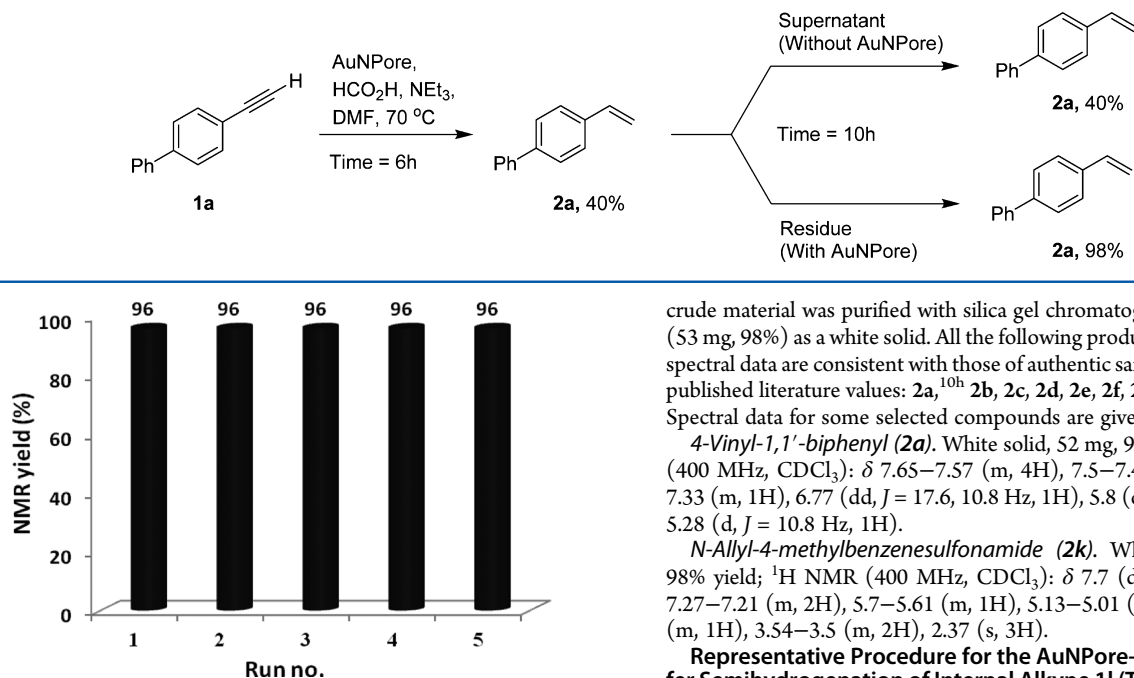 AuNPore,
HCO2H, NEt3,
DMF, 70 °C
Time = 6h
H
Ph
1a
Ph
2a, 40%
Supernatant
(Without AuNPore)
Time = 10h
Residue
(With AuNPore)
Ph
2a, 40%
Ph
2a, 98%
NMR yield (%)
100
80
60
40
20
0
96 96 96 96 96
1 2 3 4 5
Run no.
crude material was purified with silica gel chromatog
(53 mg, 98%) as a white solid. All the following produ
spectral data are consistent with those of authentic sa
published literature values: 2a,10h 2b, 2c, 2d, 2e, 2f, 2
Spectral data for some selected compounds are give
4-Vinyl-1,1′-biphenyl (2a). White solid, 52 mg, 9
(400 MHz, CDCl3): δ 7.65−7.57 (m, 4H), 7.5−7.4
7.33 (m, 1H), 6.77 (dd, J = 17.6, 10.8 Hz, 1H), 5.8 (
5.28 (d, J = 10.8 Hz, 1H).
N-Allyl-4-methylbenzenesulfonamide (2k). Wh
98% yield; 1H NMR (400 MHz, CDCl3): δ 7.7 (d
7.27−7.21 (m, 2H), 5.7−5.61 (m, 1H), 5.13−5.01 (
(m, 1H), 3.54−3.5 (m, 2H), 2.37 (s, 3H).
Representative Procedure for the AuNPore-
for Semihydrogenation of Internal Alkyne 1l (T